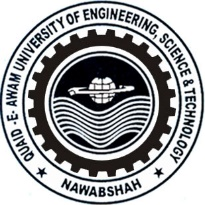 QUAID-E-AWAM UNIVERSITY OF ENGINEERING, SCIENCE & TECHNOLOGY
NAWABSHAH